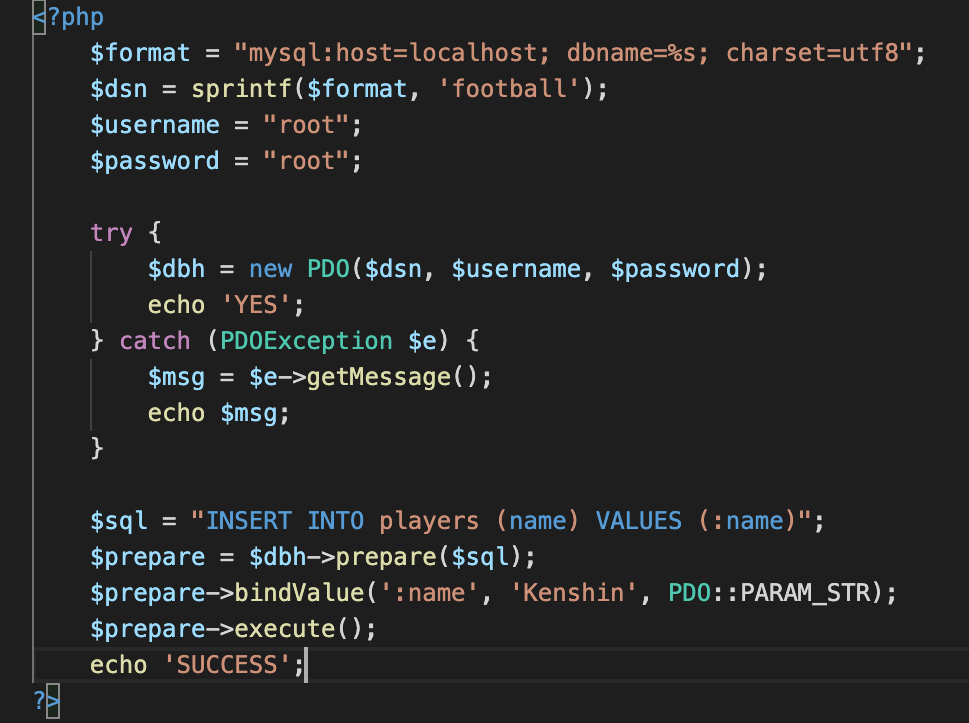 <?php
    $format = "mysql:host=localhost; dbname=%s; charset=utf8";
    $dsn = sprintf($format, 'football');
    $username = "root";
    $password = "root";

    try {
        $dbh = new PDO($dsn, $username, $password);
        echo 'YES';
    } catch (PDOException $e) {
        $msg = $e->getMessage();
        echo $msg;
    }

    $sql = "INSERT INTO players (name) VALUES (:name)";
    $prepare = $dbh->prepare($sql);
    $prepare->bindValue(':name', 'Kenshin', PDO::PARAM_STR);
    $prepare->execute();
    echo 'SUCCESS';
?>